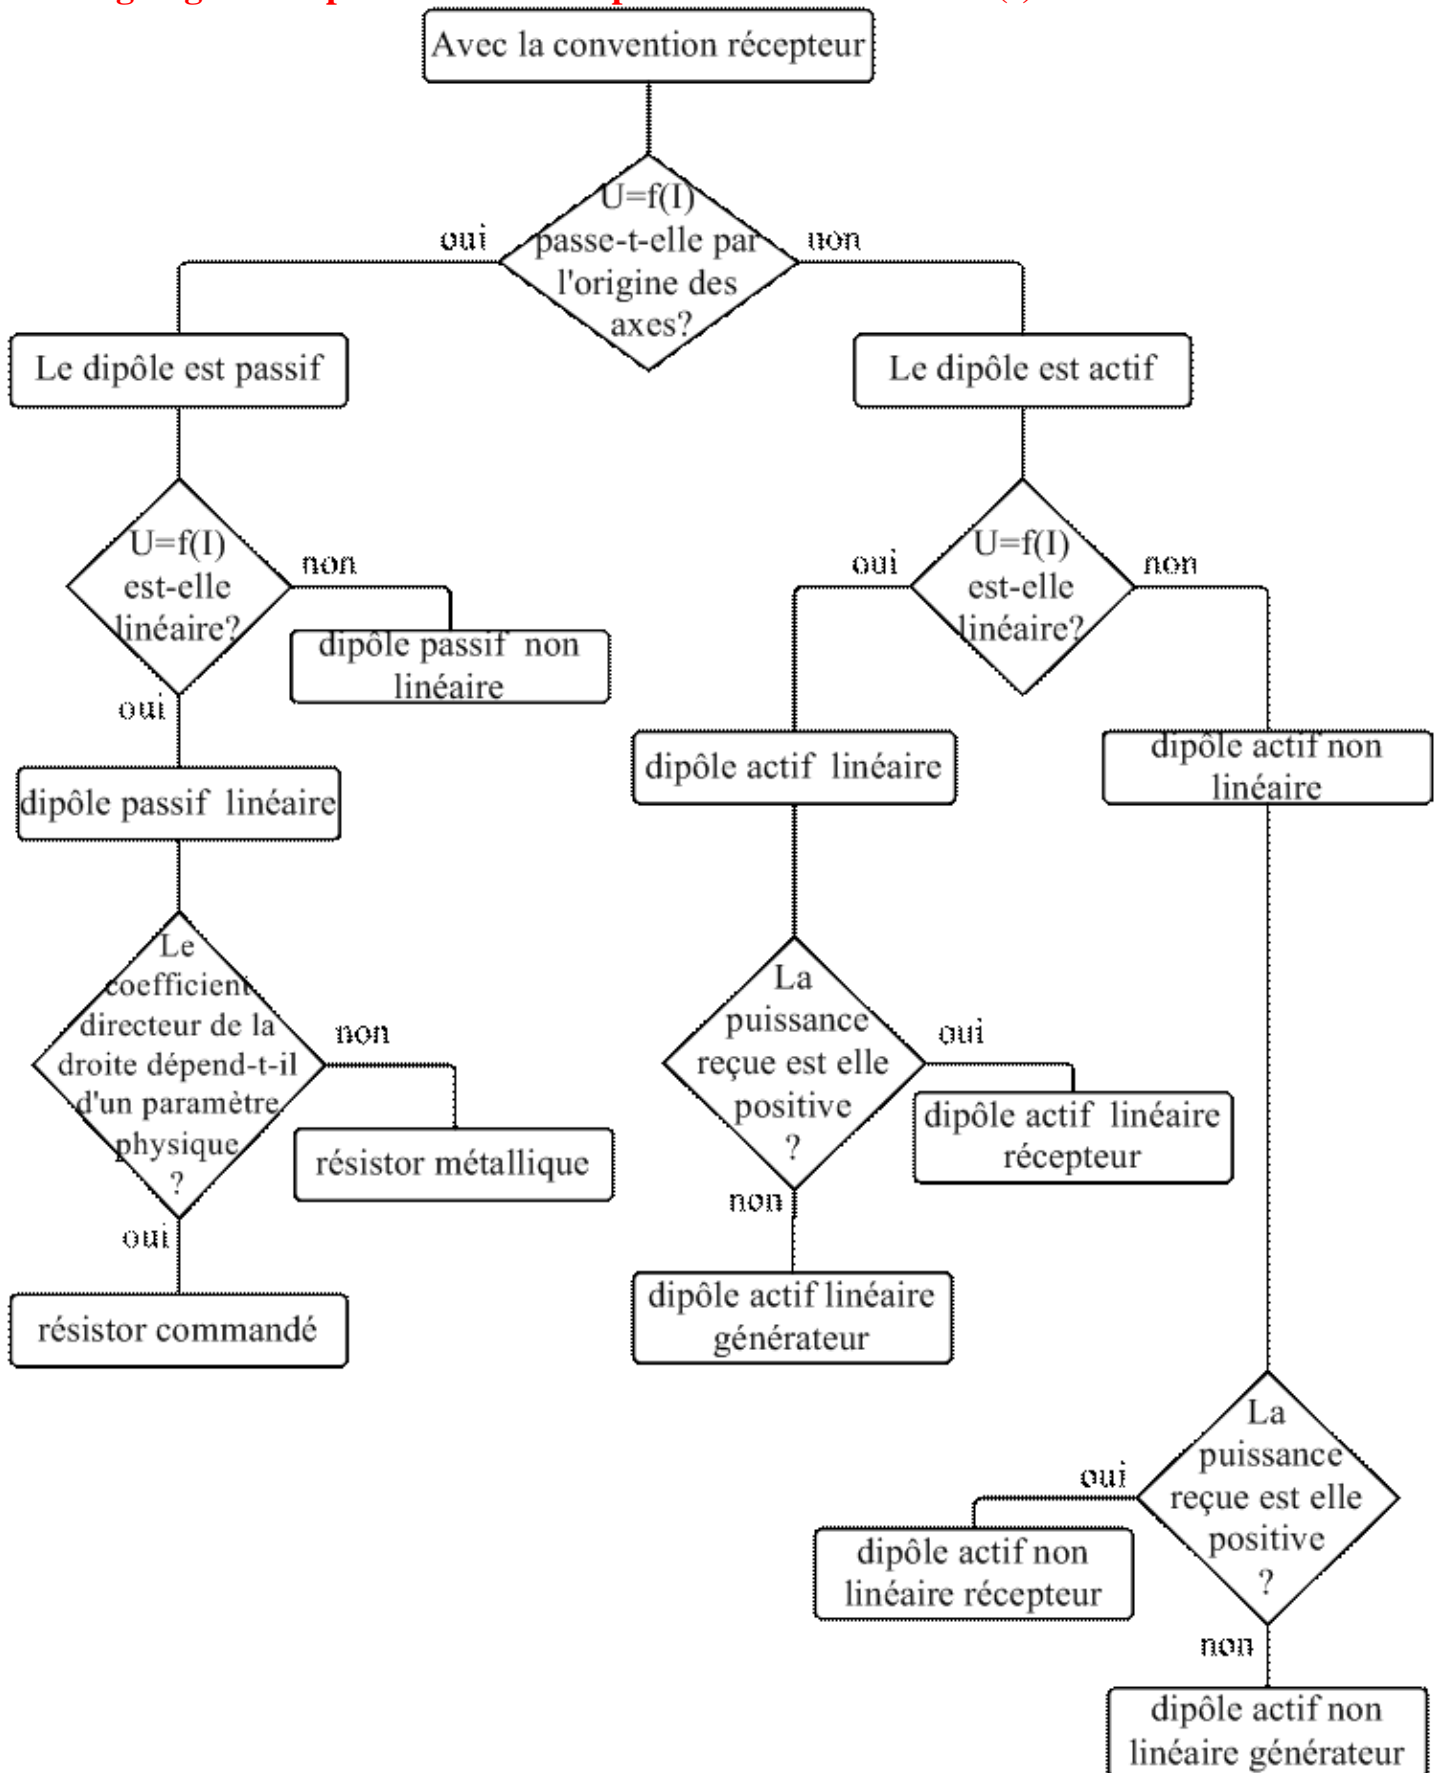 Avec la convention récepteur
U=f(I)
passe-t-elle par
l'origine des
axes?
oui
non
Le dipôle est passif
Le dipôle est actif
U=f(I)
est-elle
linéaire?
non
oui
dipôle passif  non
linéaire
U=f(I)
est-elle
linéaire?
oui
non
dipôle passif  linéaire
dipôle actif  linéaire
dipôle actif non
linéaire
Le
coefficient
directeur de la
droite dépend-t-il
d'un paramètre
physique
?
non
oui
résistor métallique
résistor commandé
La
puissance
reçue est elle
positive
?
oui
non
dipôle actif  linéaire
récepteur
dipôle actif linéaire
générateur
La
puissance
reçue est elle
positive
?
oui
non
dipôle actif non
linéaire récepteur
dipôle actif non
linéaire générateur